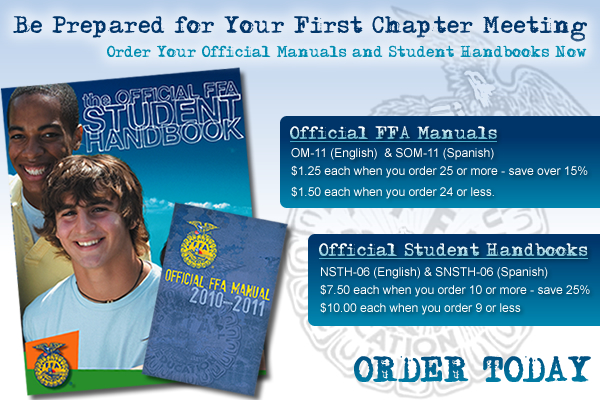 Be Prepared for Your First Chapter Meeting
Order Your Official Manuals and Student Handbooks Now
the OFFICIAL FFA
STUDENT
HANDBOOK
OFFICIAL FFA MANUAL
2010-2011
Official FFA Manuals
OM-11 (English) & SOM-11 (Spanish)
$1.25 each when you order 25 or more - save over 15%
$1.50 each when you order 24 or less.
Official Student Handbooks
NSTH-06 (English) & SNSTH-06 (Spanish)
$7.50 each when you order 10 or more - save 25%
$10.00 each when you order 9 or less
ORDER TODAY